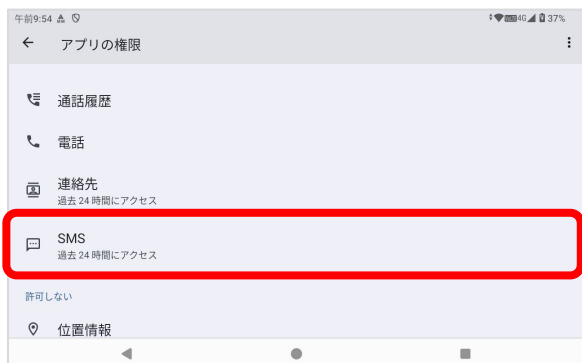 午前9:54 4G 37%
アプリの権限
通話履歴
電話
連絡先
過去 24 時間にアクセス
SMS
過去 24 時間にアクセス
許可しない
位置情報